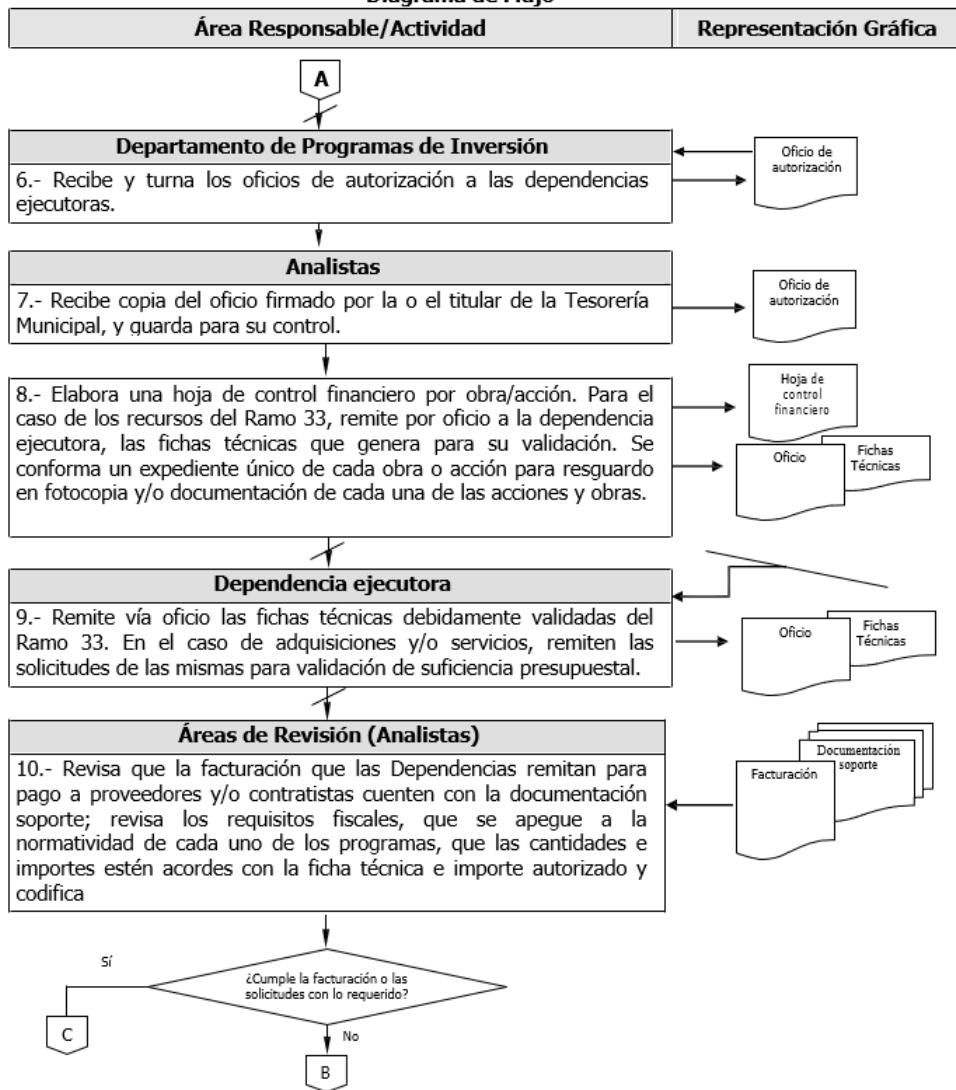 Diagrama de Flujo
Área Responsable/Actividad
Representación Gráfica
A
Departamento de Programas de Inversión
6.- Recibe y turna los oficios de autorización a las dependencias
ejecutoras.
Oficio de
autorización
Analistas
7.- Recibe copia del oficio firmado por la o el titular de la Tesorería
Municipal, y guarda para su control.
Oficio de
autorización
8.- Elabora una hoja de control financiero por obra/acción. Para el
caso de los recursos del Ramo 33, remite por oficio a la dependencia
ejecutora, las fichas técnicas que genera para su validación. Se
conforma un expediente único de cada obra o acción para resguardo
en fotocopia y/o documentación de cada una de las acciones y obras.
Hoja de
control
financiero
Oficio
Fichas
Técnicas
Dependencia ejecutora
9.- Remite vía oficio las fichas técnicas debidamente validadas del
Ramo 33. En el caso de adquisiciones y/o servicios, remiten las
solicitudes de las mismas para validación de suficiencia presupuestal.
Oficio
Fichas
Técnicas
Áreas de Revisión (Analistas)
10.- Revisa que la facturación que las Dependencias remitan para
pago a proveedores y/o contratistas cuenten con la documentación
soporte; revisa los requisitos fiscales, que se apegue a la
normatividad de cada uno de los programas, que las cantidades e
importes estén acordes con la ficha técnica e importe autorizado y
codifica
Facturación
Documentación
soporte
Sí
¿Cumple la facturación o las
solicitudes con lo requerido?
C
No
B